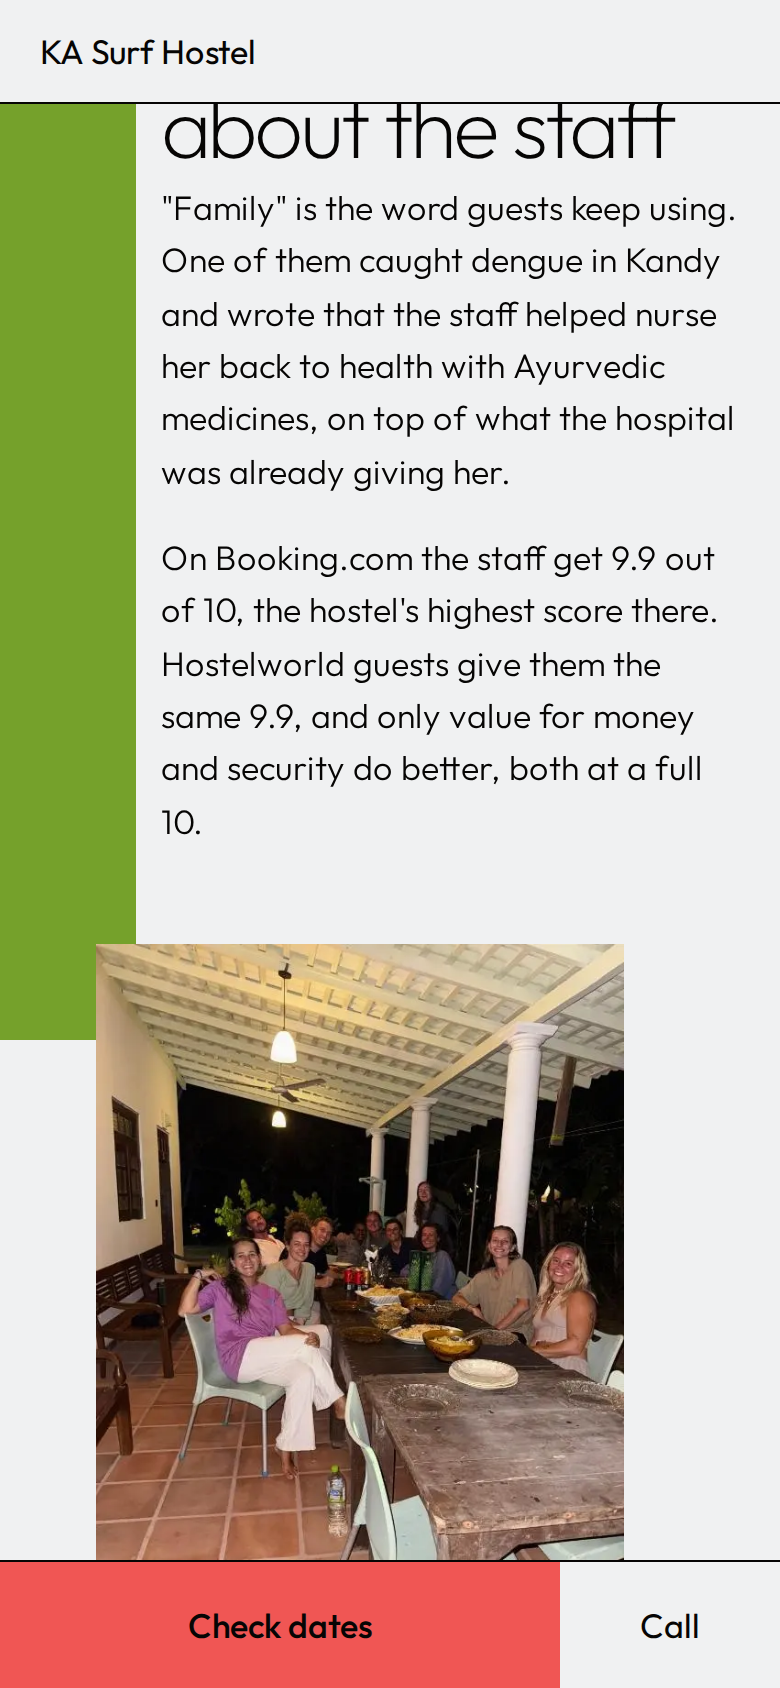 KA Surf Hostel
about the staff
"Family" is the word guests keep using.
One of them caught dengue in Kandy
and wrote that the staff helped nurse
her back to health with Ayurvedic
medicines, on top of what the hospital
was already giving her.
On Booking.com the staff get 9.9 out
of 10, the hostel's highest score there.
Hostelworld guests give them the
same 9.9, and only value for money
and security do better, both at a full
10.
Check dates
Call